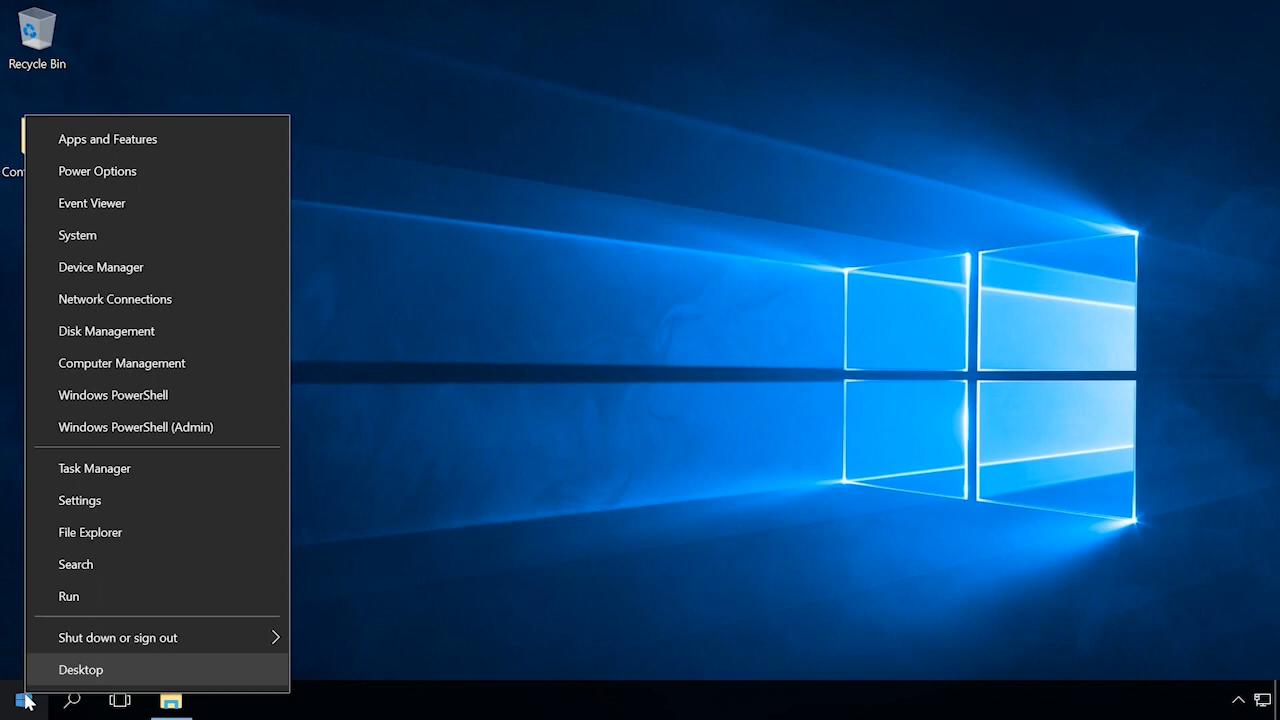 Recycle Bin
Apps and Features
Power Options
Event Viewer
System
Device Manager
Network Connections
Disk Management
Computer Management
Windows PowerShell
Windows PowerShell (Admin)
Task Manager
Settings
File Explorer
Search
Run
Shut down or sign out
Desktop